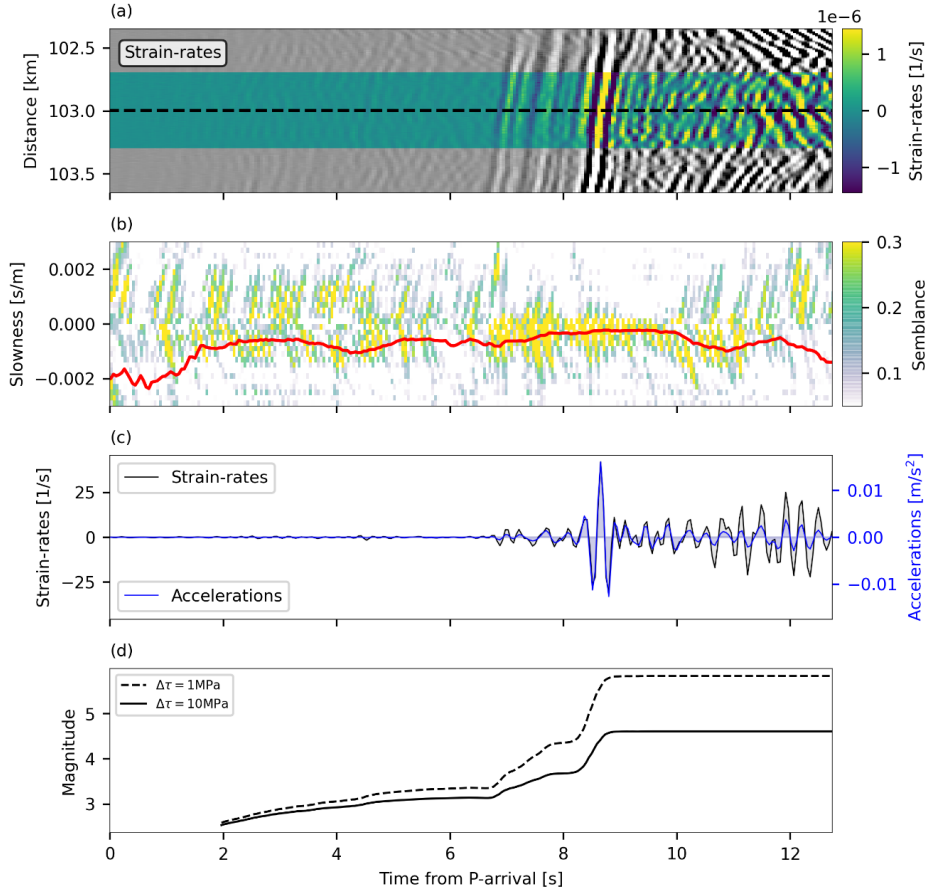 (a)
1e−6
Strain-rates
102.5
103.0
103.5
Distance [km]
1
0
−1
Strain-rates [1/s]
(b)
0.002
0.000
−0.002
Slowness [s/m]
0.3
0.2
0.1
Semblance
(c)
Strain-rates
Accelerations
25
0
−25
Strain-rates [1/s]
0.01
0.00
−0.01
Accelerations [m/s²]
(d)
Δτ = 1MPa
Δτ = 10MPa
5
4
3
Magnitude
0 2 4 6 8 10 12
Time from P-arrival [s]